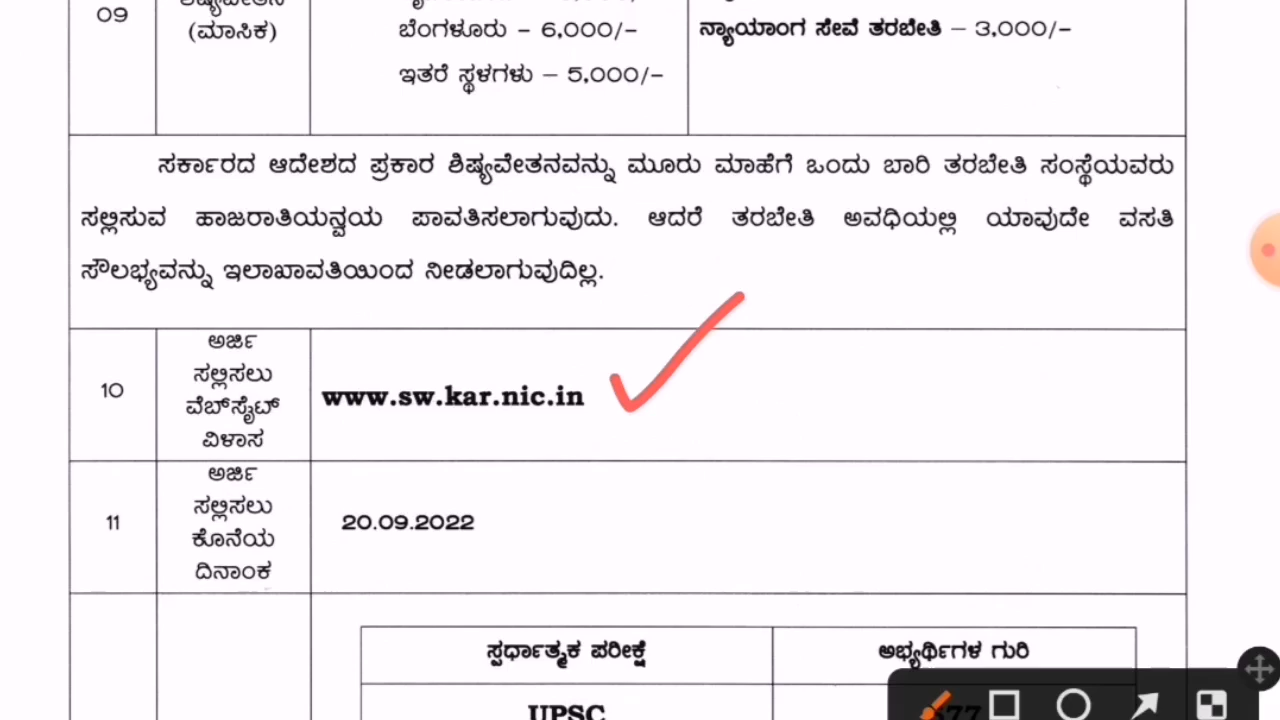 09
(ಮಾಸಿಕ)
ಬೆಂಗಳೂರು - 6,000/-
ಇತರೆ ಸ್ಥಳಗಳು – 5,000/-
ನ್ಯಾಯಾಂಗ ಸೇವೆ ತರಬೇತಿ – 3,000/-
ಸರ್ಕಾರದ ಆದೇಶದ ಪ್ರಕಾರ ಶಿಷ್ಯವೇತನವನ್ನು ಮೂರು ಮಾಹೆಗೆ ಒಂದು ಬಾರಿ ತರಬೇತಿ ಸಂಸ್ಥೆಯವರು
ಸಲ್ಲಿಸುವ ಹಾಜರಾತಿಯನ್ವಯ ಪಾವತಿಸಲಾಗುವುದು. ಆದರೆ ತರಬೇತಿ ಅವಧಿಯಲ್ಲಿ ಯಾವುದೇ ವಸತಿ
ಸೌಲಭ್ಯವನ್ನು ಇಲಾಖಾವತಿಯಿಂದ ನೀಡಲಾಗುವುದಿಲ್ಲ.
10
ಅರ್ಜಿ
ಸಲ್ಲಿಸಲು
ವೆಬ್‌ಸೈಟ್
ವಿಳಾಸ
www.sw.kar.nic.in
11
ಅರ್ಜಿ
ಸಲ್ಲಿಸಲು
ಕೊನೆಯ
ದಿನಾಂಕ
20.09.2022
ಸ್ಪರ್ಧಾತ್ಮಕ ಪರೀಕ್ಷೆ
ಅಭ್ಯರ್ಥಿಗಳ ಗುರಿ
UPSC